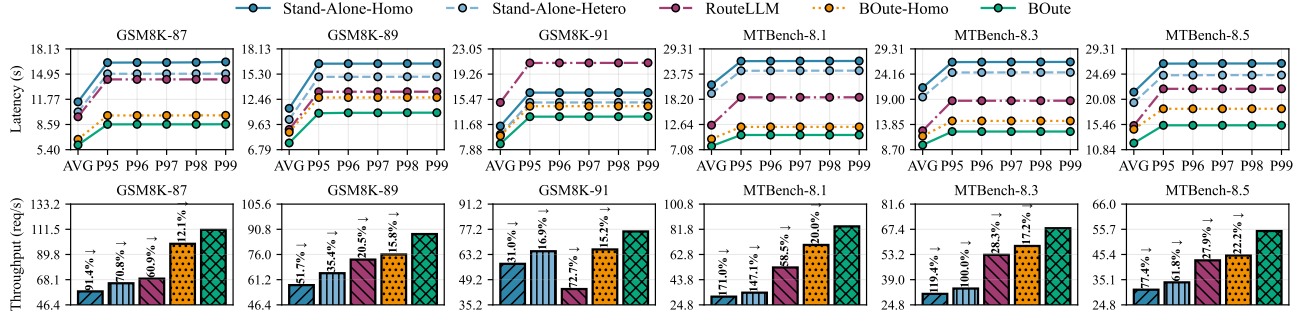 Stand-Alone-Homo Stand-Alone-Hetero RouteLLM BOute-Homo BOute
GSM8K-87 GSM8K-89 GSM8K-91 MTBench-8.1 MTBench-8.3 MTBench-8.5
Latency (s)
18.13 18.13 23.05 29.31 29.31 29.31
14.95 15.30 19.26 23.75 24.16 24.69
11.77 12.46 15.47 18.20 19.00 20.08
8.59 9.63 11.68 12.64 13.85 15.46
5.40 6.79 7.88 7.08 8.70 10.84
AVG P95 P96 P97 P98 P99 AVG P95 P96 P97 P98 P99 AVG P95 P96 P97 P98 P99 AVG P95 P96 P97 P98 P99 AVG P95 P96 P97 P98 P99 AVG P95 P96 P97 P98 P99
GSM8K-87 GSM8K-89 GSM8K-91 MTBench-8.1 MTBench-8.3 MTBench-8.5
Throughput (req/s)
133.2 105.6 91.2 100.8 81.6 66.0
111.5 90.8 77.2 81.8 67.4 55.7
89.8 76.0 63.2 62.8 53.2 45.4
68.1 61.2 49.2 43.8 39.0 35.1
46.4 46.4 35.2 24.8 24.8 24.8
91.4% ↓ 70.8% ↓ 60.9% ↓ 12.1% ↓
51.7% ↓ 35.4% ↓ 20.5% ↓ 15.8% ↓
31.0% ↓ 16.9% ↓ 72.7% ↓ 15.2% ↓
171.0% ↓ 147.1% ↓ 58.5% ↓ 20.0% ↓
119.4% ↓ 100.0% ↓ 28.3% ↓ 17.2% ↓
77.4% ↓ 61.8% ↓ 27.9% ↓ 22.2% ↓